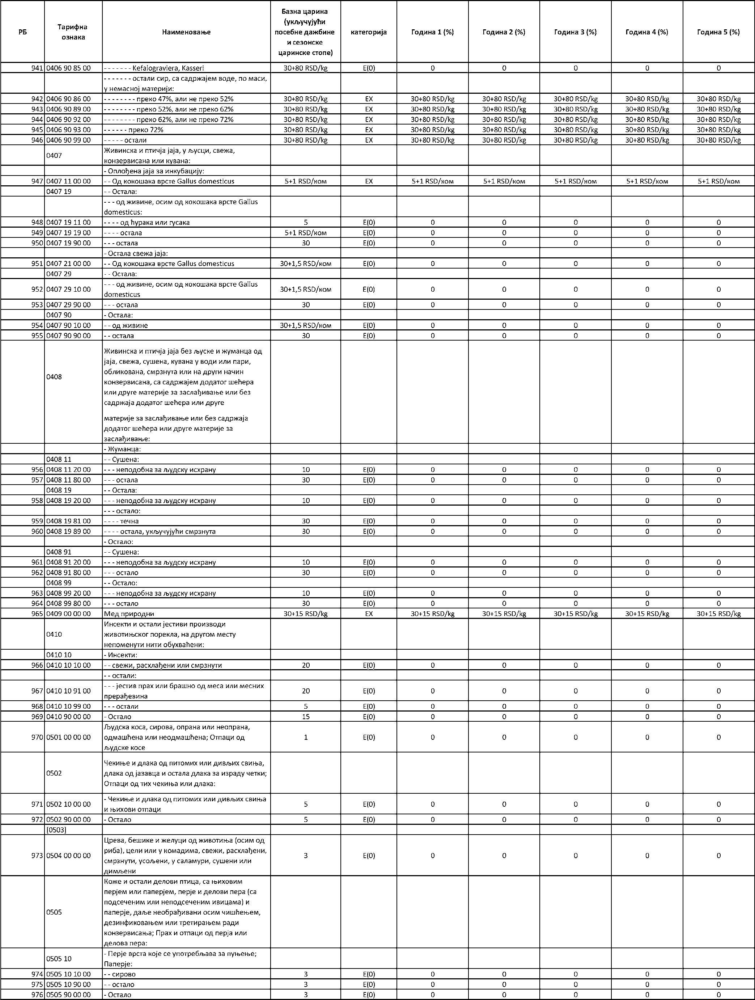 РБ Тарифна ознака Наименовање Базна царина (укључујући посебне дажбине и сезонске царинске стопе) категорија Година 1 (%) Година 2 (%) Година 3 (%) Година 4 (%) Година 5 (%)
941 0406 90 85 00 - - - - - - - Kefalograviera, Kasseri 30+80 RSD/kg E(0) 0 0 0 0 0
- - - - - - - остали сир, са садржајем воде, по маси,
у немасној материји:
942 0406 90 86 00 - - - - - - - - преко 47%, али не преко 52% 30+80 RSD/kg EX 30+80 RSD/kg 30+80 RSD/kg 30+80 RSD/kg 30+80 RSD/kg 30+80 RSD/kg
943 0406 90 89 00 - - - - - - - - преко 52%, али не преко 62% 30+80 RSD/kg EX 30+80 RSD/kg 30+80 RSD/kg 30+80 RSD/kg 30+80 RSD/kg 30+80 RSD/kg
944 0406 90 92 00 - - - - - - - - преко 62%, али не преко 72% 30+80 RSD/kg EX 30+80 RSD/kg 30+80 RSD/kg 30+80 RSD/kg 30+80 RSD/kg 30+80 RSD/kg
945 0406 90 93 00 - - - - - - преко 72% 30+80 RSD/kg EX 30+80 RSD/kg 30+80 RSD/kg 30+80 RSD/kg 30+80 RSD/kg 30+80 RSD/kg
946 0406 90 99 00 - - - - - остали 30+80 RSD/kg EX 30+80 RSD/kg 30+80 RSD/kg 30+80 RSD/kg 30+80 RSD/kg 30+80 RSD/kg
0407 Живинска и птичја јаја, у љусци, свежа,
конзервисана или кувана:
- Оплођена јаја за инкубацију:
947 0407 11 00 00 - - Од кокошака врсте Gallus domesticus 5+1 RSD/ком EX 5+1 RSD/ком 5+1 RSD/ком 5+1 RSD/ком 5+1 RSD/ком 5+1 RSD/ком
0407 19 - - Остала:
- - - од живине, осим од кокошака врсте Gallus
domesticus:
948 0407 19 11 00 - - - - од ћурака или гусака 5 E(0) 0 0 0 0 0
949 0407 19 19 00 - - - - остала 5+1 RSD/ком E(0) 0 0 0 0 0
950 0407 19 90 00 - - - остала 30 E(0) 0 0 0 0 0
- Остала свежа јаја:
951 0407 21 00 00 - - Од кокошака врсте Gallus domesticus 30+1,5 RSD/ком E(0) 0 0 0 0 0
0407 29 - - Остала:
952 0407 29 10 00 - - - од живине, осим од кокошака врсте Gallus
domesticus 30+1,5 RSD/ком E(0) 0 0 0 0 0
953 0407 29 90 00 - - - остала 30 E(0) 0 0 0 0 0
0407 90 - Остала:
954 0407 90 10 00 - - од живине 30+1,5 RSD/ком E(0) 0 0 0 0 0
955 0407 90 90 00 - - остала 30 E(0) 0 0 0 0 0
0408 Живинска и птичја јаја без љуске и жуманца од
јаја, свежа, сушена, кувана у води или пари,
обликована, смрзнута или на други начин
конзервисана, са садржајем додатог шећера
или друге материје за заслађивање или без
садржаја додатог шећера или друге
материје за заслађивање или без садржаја
додатог шећера или друге материје за
заслађивање:
- Жуманца:
0408 11 - - Сушена:
956 0408 11 20 00 - - - неподобна за људску исхрану 10 E(0) 0 0 0 0 0
957 0408 11 80 00 - - - остала 30 E(0) 0 0 0 0 0
0408 19 - - Остала:
958 0408 19 20 00 - - - неподобна за људску исхрану 10 E(0) 0 0 0 0 0
- - - остало:
959 0408 19 81 00 - - - - течна 30 E(0) 0 0 0 0 0
960 0408 19 89 00 - - - - остала, укључујући смрзнута 30 E(0) 0 0 0 0 0
- Остало:
0408 91 - - Сушена:
961 0408 91 20 00 - - - неподобна за људску исхрану 10 E(0) 0 0 0 0 0
962 0408 91 80 00 - - - остало 30 E(0) 0 0 0 0 0
0408 99 - - Остало:
963 0408 99 20 00 - - - неподобна за људску исхрану 10 E(0) 0 0 0 0 0
964 0408 99 80 00 - - - остало 30 E(0) 0 0 0 0 0
965 0409 00 00 00 Мед природни 30+15 RSD/kg EX 30+15 RSD/kg 30+15 RSD/kg 30+15 RSD/kg 30+15 RSD/kg 30+15 RSD/kg
0410 Инсекти и остали јестиви производи
животињског порекла, на другом месту
непоменути нити обухваћени:
0410 10 - Инсекти:
966 0410 10 10 00 - - свежи, расхлађени или смрзнути 20 E(0) 0 0 0 0 0
- - остали:
967 0410 10 91 00 - - - јестив прах или брашно од меса или месних
прерађевина 20 E(0) 0 0 0 0 0
968 0410 10 99 00 - - - остали 5 E(0) 0 0 0 0 0
969 0410 90 00 00 - Остало 15 E(0) 0 0 0 0 0
970 0501 00 00 00 Људска коса, сирова, опрана или неопрана,
одмашћена или неодмашћена; Отпаци од
људске косе 1 E(0) 0 0 0 0 0
0502 Чекиње и длака од питомих или дивљих свиња,
длака од јазавца и остала длака за израду четки;
Отпаци од тих чекиња или длака:
971 0502 10 00 00 - Чекиње и длака од питомих или дивљих свиња
и њихови отпаци 5 E(0) 0 0 0 0 0
972 0502 90 00 00 - Остало 5 E(0) 0 0 0 0 0
[0503]
973 0504 00 00 00 Црева, бешике и желуци од животиња (осим од
риба), цели или у комадима, свежи, расхлађени,
смрзнути, усољени, у саламури, сушени или
димљени 3 E(0) 0 0 0 0 0
0505 Коже и остали делови птица, са њиховим
перјем или паперјем, перје и делови пера (са
подсеченим или неподсеченим ивицама) и
паперје, даље необрађивани осим чишћењем,
дезинфиковањем или третирањем ради
конзервисања; Прах и отпаци од перја или
делова пера:
0505 10 - Перје врста које се употребљава за пуњење;
Паперје:
974 0505 10 10 00 - - сирово 3 E(0) 0 0 0 0 0
975 0505 10 90 00 - - остало 3 E(0) 0 0 0 0 0
976 0505 90 00 00 - Остало 3 E(0) 0 0 0 0 0